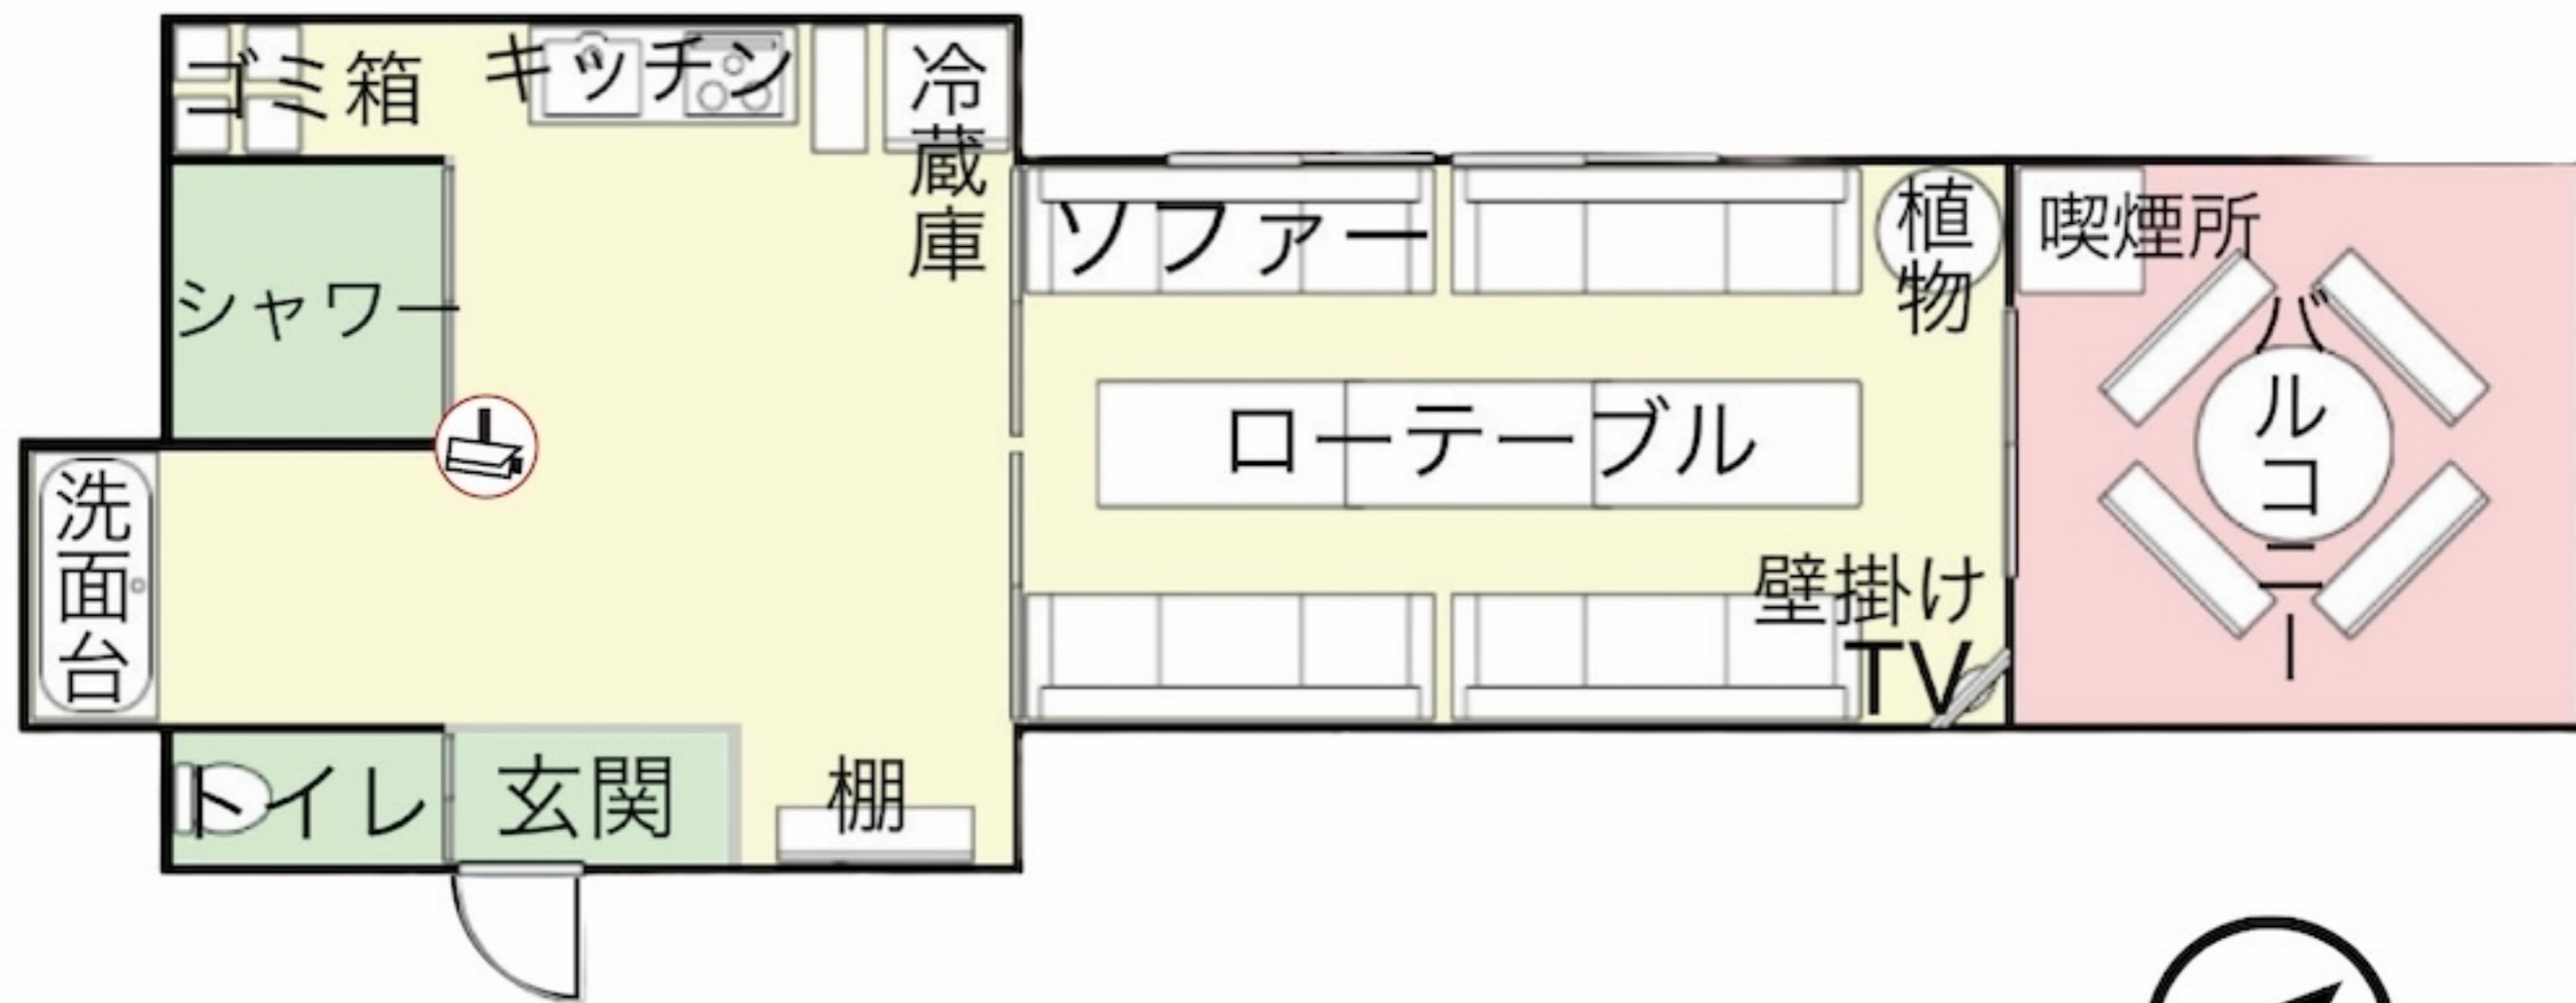 ゴミ箱
キッチン
冷蔵庫
シャワー
ソファー
植物
喫煙所
バルコニー
ローテーブル
洗面台
壁掛け
TV
トイレ
玄関
棚